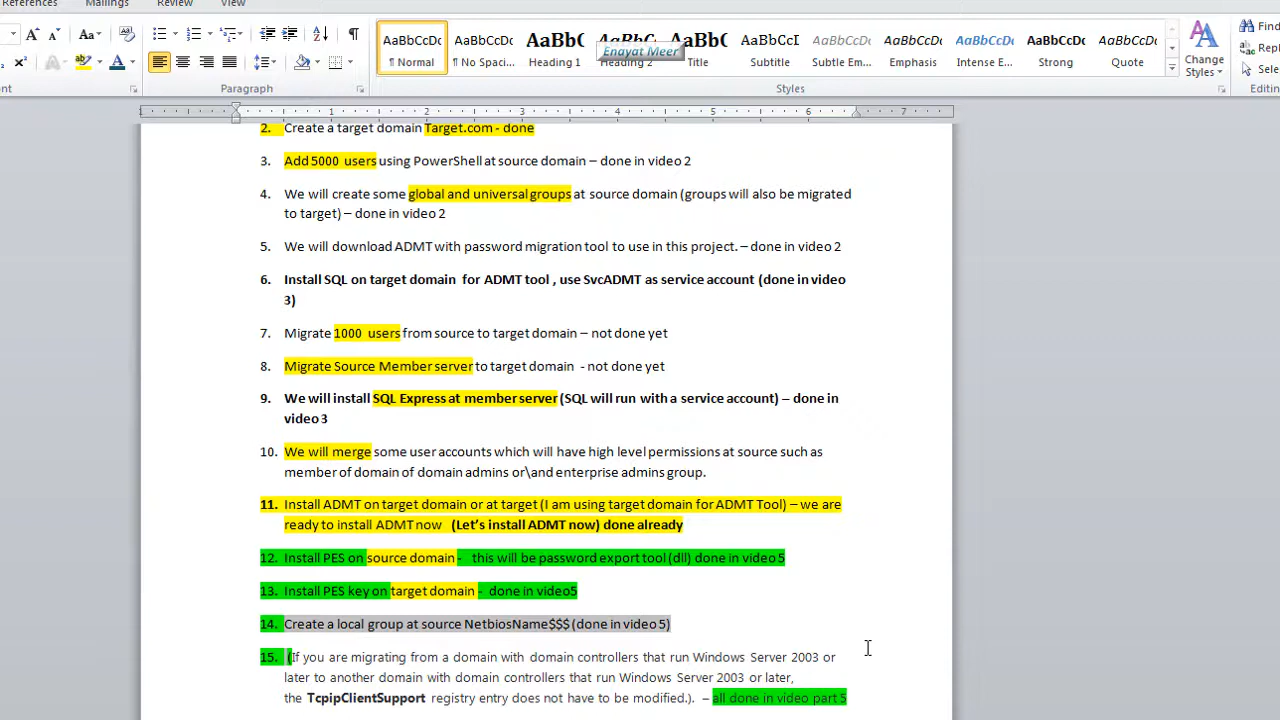 References Mailings Review View
Aa
AaBbCcDc AaBbCcDc AaBbC AaBbCc AaBbC AaBbCcI AaBbCcDc AaBbCcDc AaBbCcDc AaBbCcDc AaBbCcDc
¶ Normal ¶ No Spaci... Heading 1 Heading 2 Title Subtitle Subtle Em... Emphasis Intense E... Strong Quote
Enayat Meer
Change
Styles
Find
Repl
Sele
Paragraph Styles Editin
1 2 3 4 5 6 7
2. Create a target domain Target.com - done
3. Add 5000 users using PowerShell at source domain – done in video 2
4. We will create some global and universal groups at source domain (groups will also be migrated
to target) – done in video 2
5. We will download ADMT with password migration tool to use in this project. – done in video 2
6. Install SQL on target domain for ADMT tool , use SvcADMT as service account (done in video
3)
7. Migrate 1000 users from source to target domain – not done yet
8. Migrate Source Member server to target domain - not done yet
9. We will install SQL Express at member server (SQL will run with a service account) – done in
video 3
10. We will merge some user accounts which will have high level permissions at source such as
member of domain of domain admins or\and enterprise admins group.
11. Install ADMT on target domain or at target (I am using target domain for ADMT Tool) – we are
ready to install ADMT now (Let's install ADMT now) done already
12. Install PES on source domain - this will be password export tool (dll) done in video 5
13. Install PES key on target domain - done in video5
14. Create a local group at source NetbiosName$$$ (done in video 5)
15. (If you are migrating from a domain with domain controllers that run Windows Server 2003 or
later to another domain with domain controllers that run Windows Server 2003 or later,
the TcpipClientSupport registry entry does not have to be modified.). – all done in video part 5